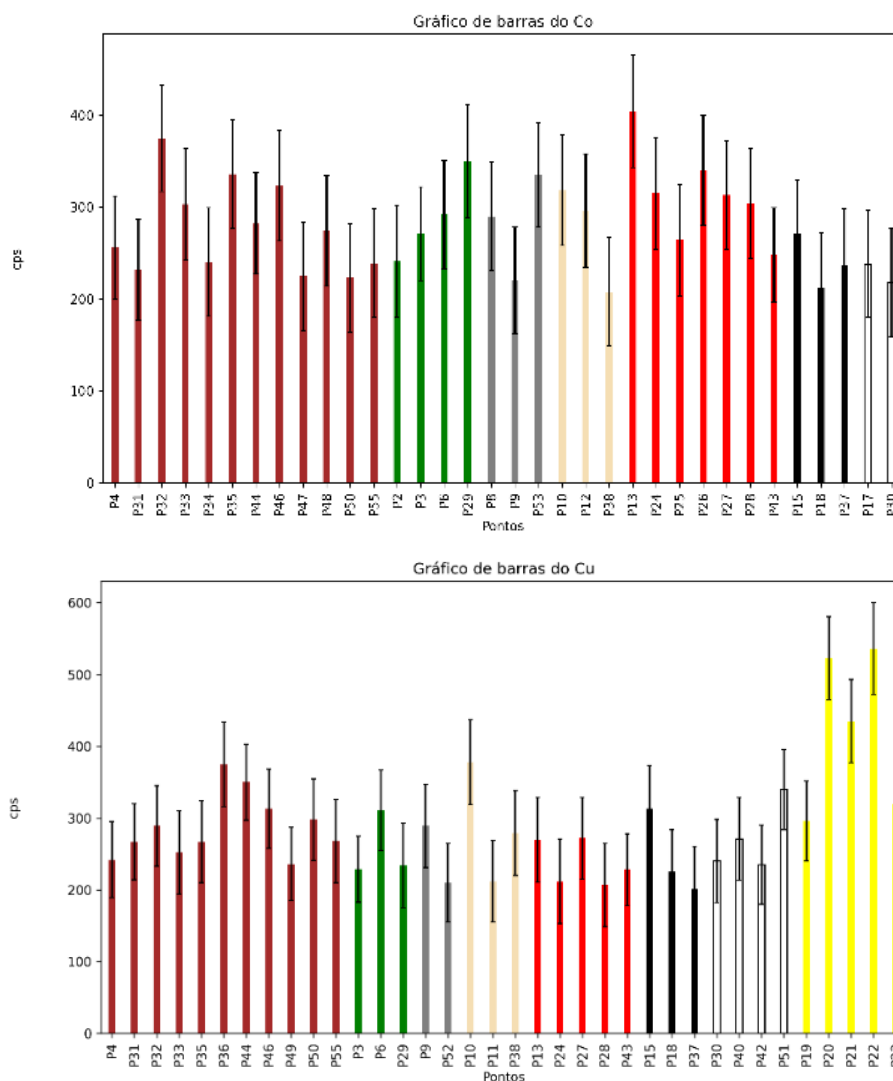 Gráfico de barras do Co
cps
400
300
200
100
0
P4 P31 P32 P33 P34 P35 P44 P46 P47 P48 P50 P55 P2 P3 P6 P29 P8 P9 P53 P10 P12 P38 P13 P24 P25 P26 P27 P28 P43 P15 P18 P37 P17 P30
Pontos
Gráfico de barras do Cu
cps
600
500
400
300
200
100
0
P4 P31 P32 P33 P35 P36 P44 P46 P49 P50 P55 P3 P6 P29 P9 P52 P10 P11 P38 P13 P24 P27 P28 P43 P15 P18 P37 P30 P40 P42 P51 P19 P20 P21 P22
Pontos